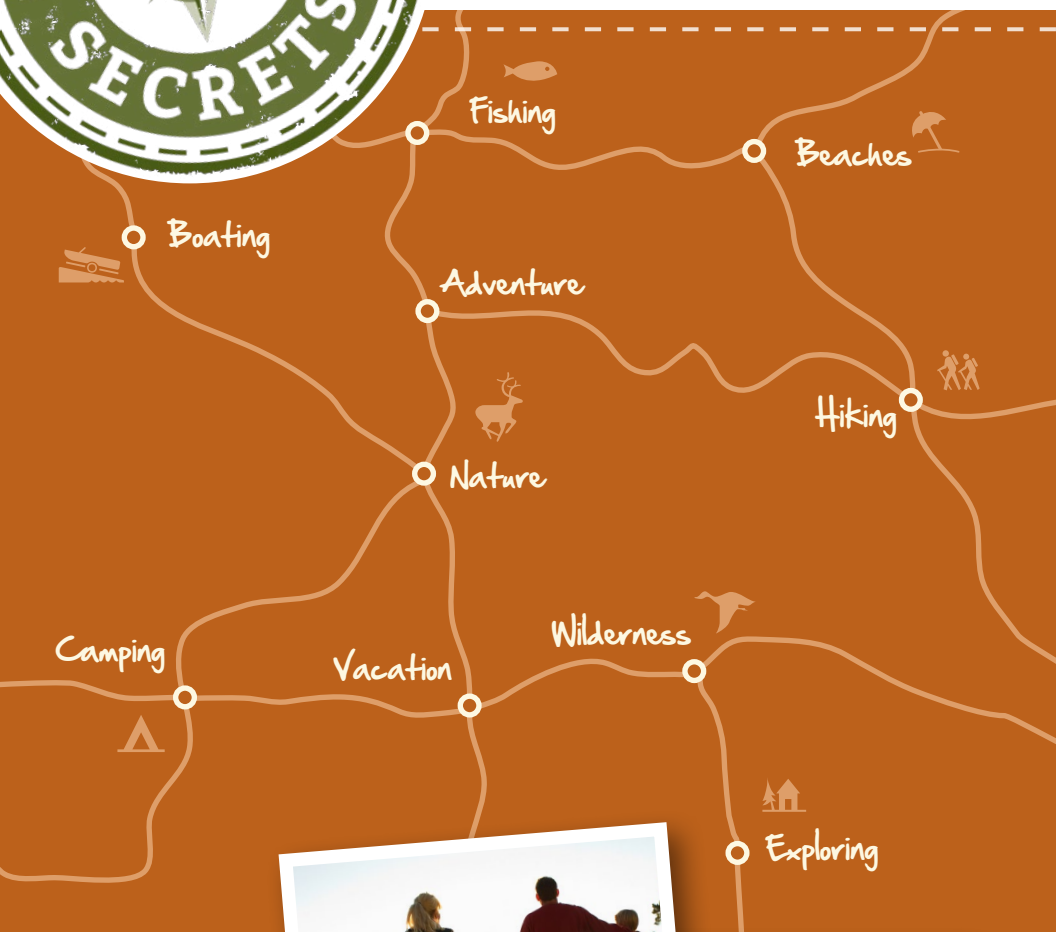 SECRETS
Fishing
Beaches
Boating
Adventure
Hiking
Nature
Wilderness
Camping
Vacation
Exploring